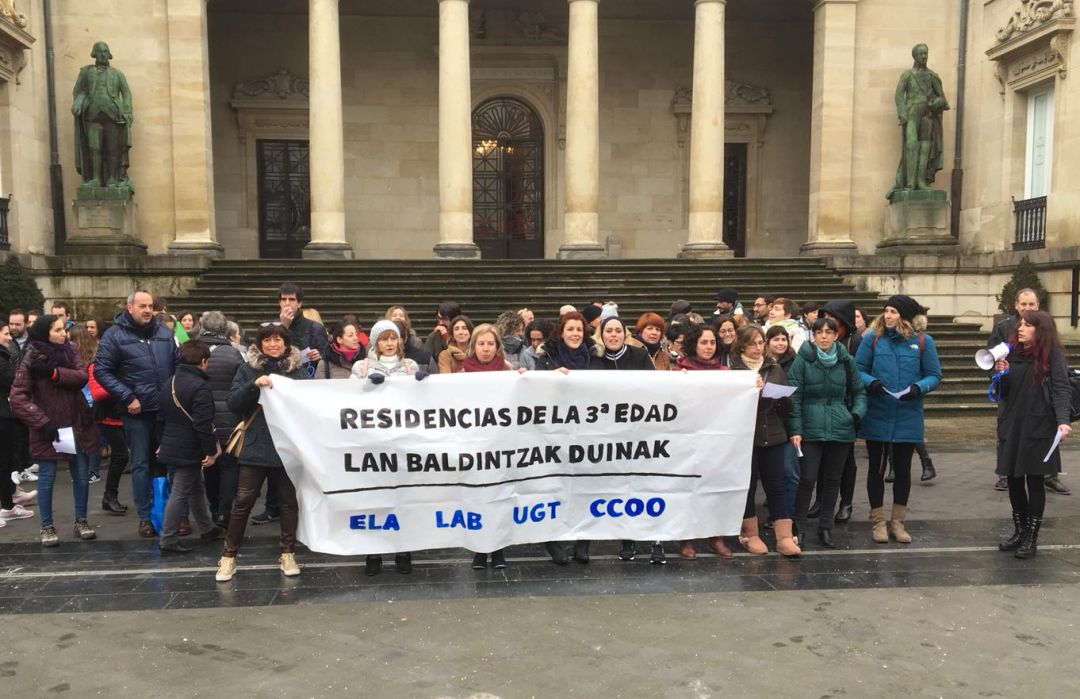 RESIDENCIAS DE LA 3ª EDAD
LAN BALDINTZAK DUINAK
ELA LAB UGT CCOO